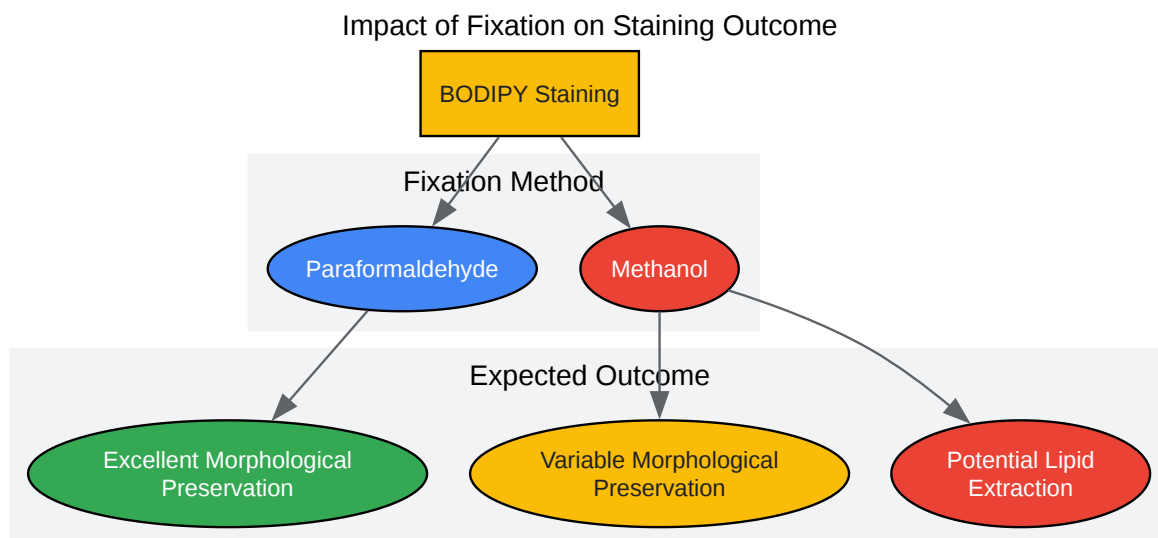 Impact of Fixation on Staining Outcome
BODIPY Staining
Fixation Method
Paraformaldehyde
Methanol
Expected Outcome
Excellent Morphological
Preservation
Variable Morphological
Preservation
Potential Lipid
Extraction